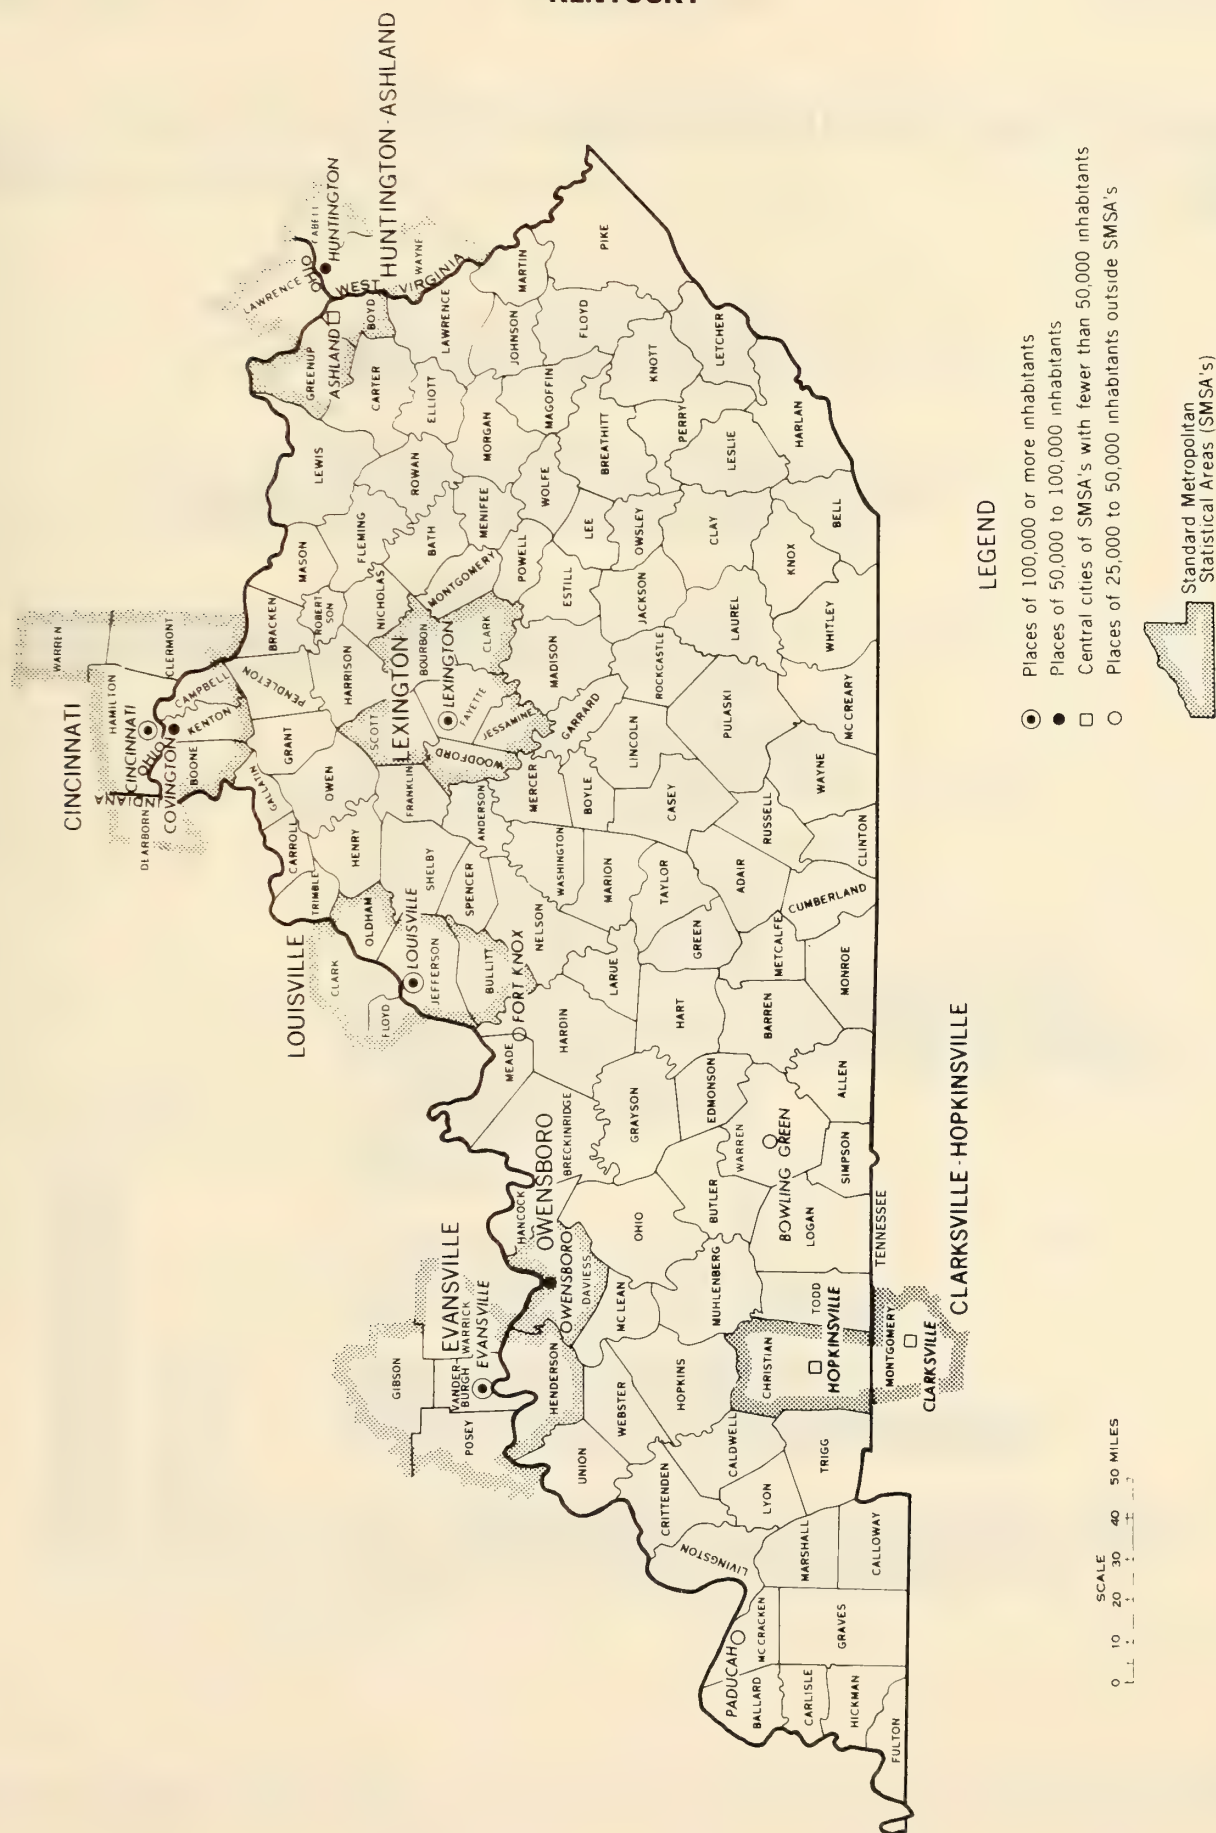 KENTUCKY
CINCINNATI
WARREN
HAMILTON
CLERMONT
CINCINNATI
OHIO
INDIANA
DEARBORN
COVINGTON
BOONE
KENTON
CAMPBELL
PENDLETON
GRANT
GALLATIN
BRACKEN
ROBERT
SON
MASON
LEWIS
FLEMING
NICHOLAS
HARRISON
HUNTINGTON - ASHLAND
LAWRENCE
OHIO
CABELL
HUNTINGTON
WEST VIRGINIA
WAYNE
GREENUP
ASHLAND
BOYD
CARTER
LAWRENCE
ELLIOTT
ROWAN
MORGAN
JOHNSON
MARTIN
PIKE
FLOYD
MAGOFFIN
KNOTT
LETCHER
PERRY
BREATHITT
LESLIE
HARLAN
WOLFE
MENIFEE
BATH
MONTGOMERY
POWELL
LEE
OWSLEY
ESTILL
CLAY
JACKSON
KNOX
BELL
LAUREL
WHITLEY
LEXINGTON
BOURBON
CLARK
LEXINGTON
FAYETTE
SCOTT
JESSAMINE
WOODFORD
MADISON
GARRARD
ROCKCASTLE
PULASKI
MC CREARY
LINCOLN
WAYNE
OWEN
FRANKLIN
ANDERSON
MERCER
BOYLE
CASEY
RUSSELL
CLINTON
CARROLL
HENRY
TRIMBLE
SHELBY
SPENCER
WASHINGTON
MARION
TAYLOR
ADAIR
CUMBERLAND
LOUISVILLE
CLARK
OLDHAM
LOUISVILLE
FLOYD
JEFFERSON
BULLITT
NELSON
FORT KNOX
LARUE
GREEN
METCALFE
MONROE
MEADE
HARDIN
HART
BARREN
BRECKINRIDGE
GRAYSON
EDMONSON
ALLEN
WARREN
BOWLING GREEN
SIMPSON
OWENSBORO
HANCOCK
OWENSBORO
DAVIESS
OHIO
BUTLER
LOGAN
TENNESSEE
EVANSVILLE
GIBSON
WARRICK
VANDER-
BURGH
EVANSVILLE
POSEY
HENDERSON
MC LEAN
MUHLENBERG
TODD
WEBSTER
HOPKINS
CHRISTIAN
HOPKINSVILLE
CLARKSVILLE - HOPKINSVILLE
MONTGOMERY
CLARKSVILLE
UNION
CRITTENDEN
CALDWELL
LYON
TRIGG
LIVINGSTON
MARSHALL
CALLOWAY
PADUCAH
MC CRACKEN
GRAVES
BALLARD
CARLISLE
HICKMAN
FULTON
LEGEND
Places of 100,000 or more inhabitants
Places of 50,000 to 100,000 inhabitants
Central cities of SMSA's with fewer than 50,000 inhabitants
Places of 25,000 to 50,000 inhabitants outside SMSA's
Standard Metropolitan
Statistical Areas (SMSA's)
SCALE
0 10 20 30 40 50 MILES